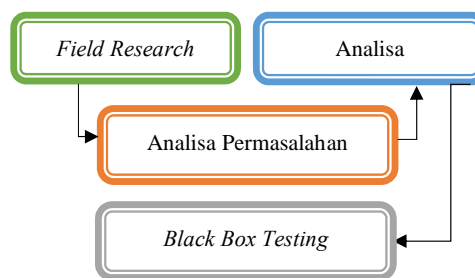 Field Research
Analisa
Analisa Permasalahan
Black Box Testing